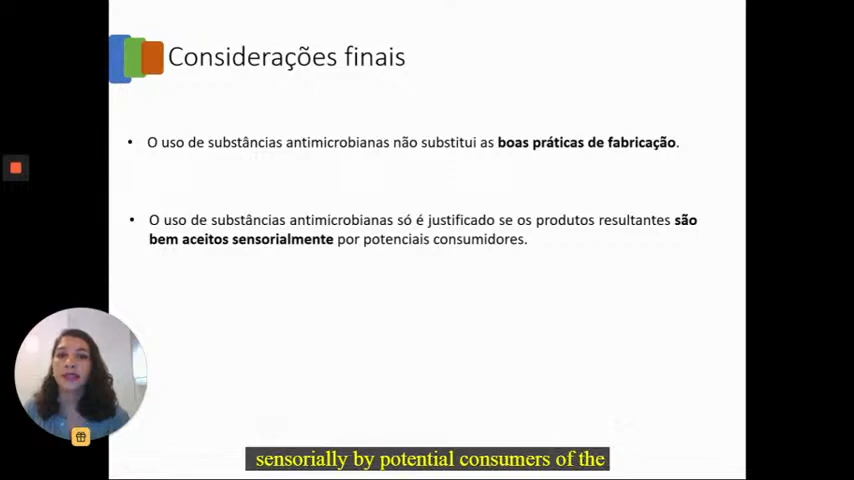 Considerações finais
• O uso de substâncias antimicrobianas não substitui as boas práticas de fabricação.
• O uso de substâncias antimicrobianas só é justificado se os produtos resultantes são
bem aceitos sensorialmente por potenciais consumidores.
sensorially by potential consumers of the